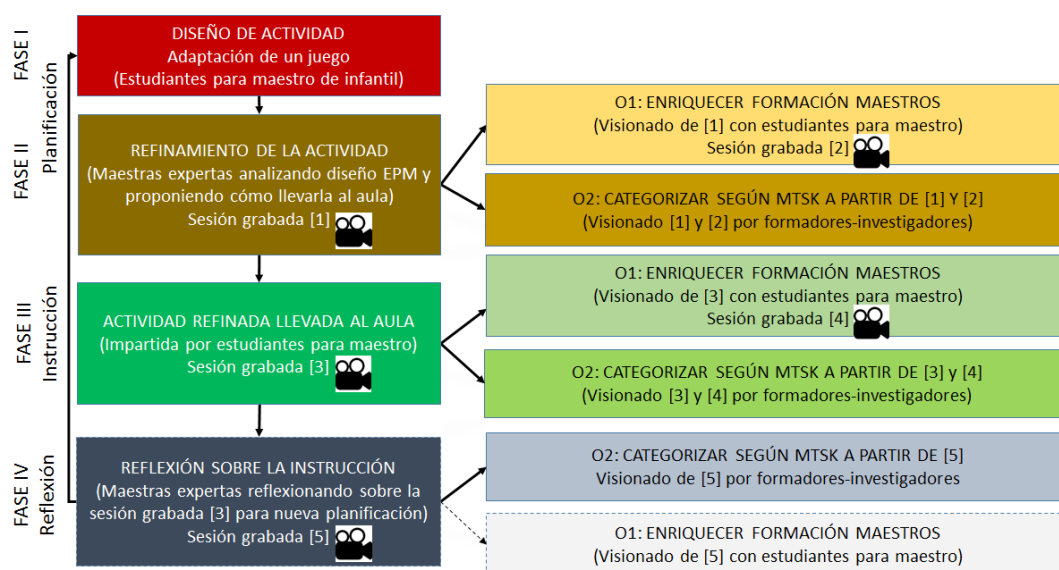 FASE I
Planificación
DISEÑO DE ACTIVIDAD
Adaptación de un juego
(Estudiantes para maestro de infantil)
FASE II
REFINAMIENTO DE LA ACTIVIDAD
(Maestras expertas analizando diseño EPM y
proponiendo cómo llevarla al aula)
Sesión grabada [1]
O1: ENRIQUECER FORMACIÓN MAESTROS
(Visionado de [1] con estudiantes para maestro)
Sesión grabada [2]
O2: CATEGORIZAR SEGÚN MTSK A PARTIR DE [1] Y [2]
(Visionado [1] y [2] por formadores-investigadores)
FASE III
Instrucción
ACTIVIDAD REFINADA LLEVADA AL AULA
(Impartida por estudiantes para maestro)
Sesión grabada [3]
O1: ENRIQUECER FORMACIÓN MAESTROS
(Visionado de [3] con estudiantes para maestro)
Sesión grabada [4]
O2: CATEGORIZAR SEGÚN MTSK A PARTIR DE [3] y [4]
(Visionado [3] y [4] por formadores-investigadores)
FASE IV
Reflexión
REFLEXIÓN SOBRE LA INSTRUCCIÓN
(Maestras expertas reflexionando sobre la
sesión grabada [3] para nueva planificación)
Sesión grabada [5]
O2: CATEGORIZAR SEGÚN MTSK A PARTIR DE [5]
Visionado de [5] por formadores-investigadores
O1: ENRIQUECER FORMACIÓN MAESTROS
(Visionado de [5] con estudiantes para maestro)